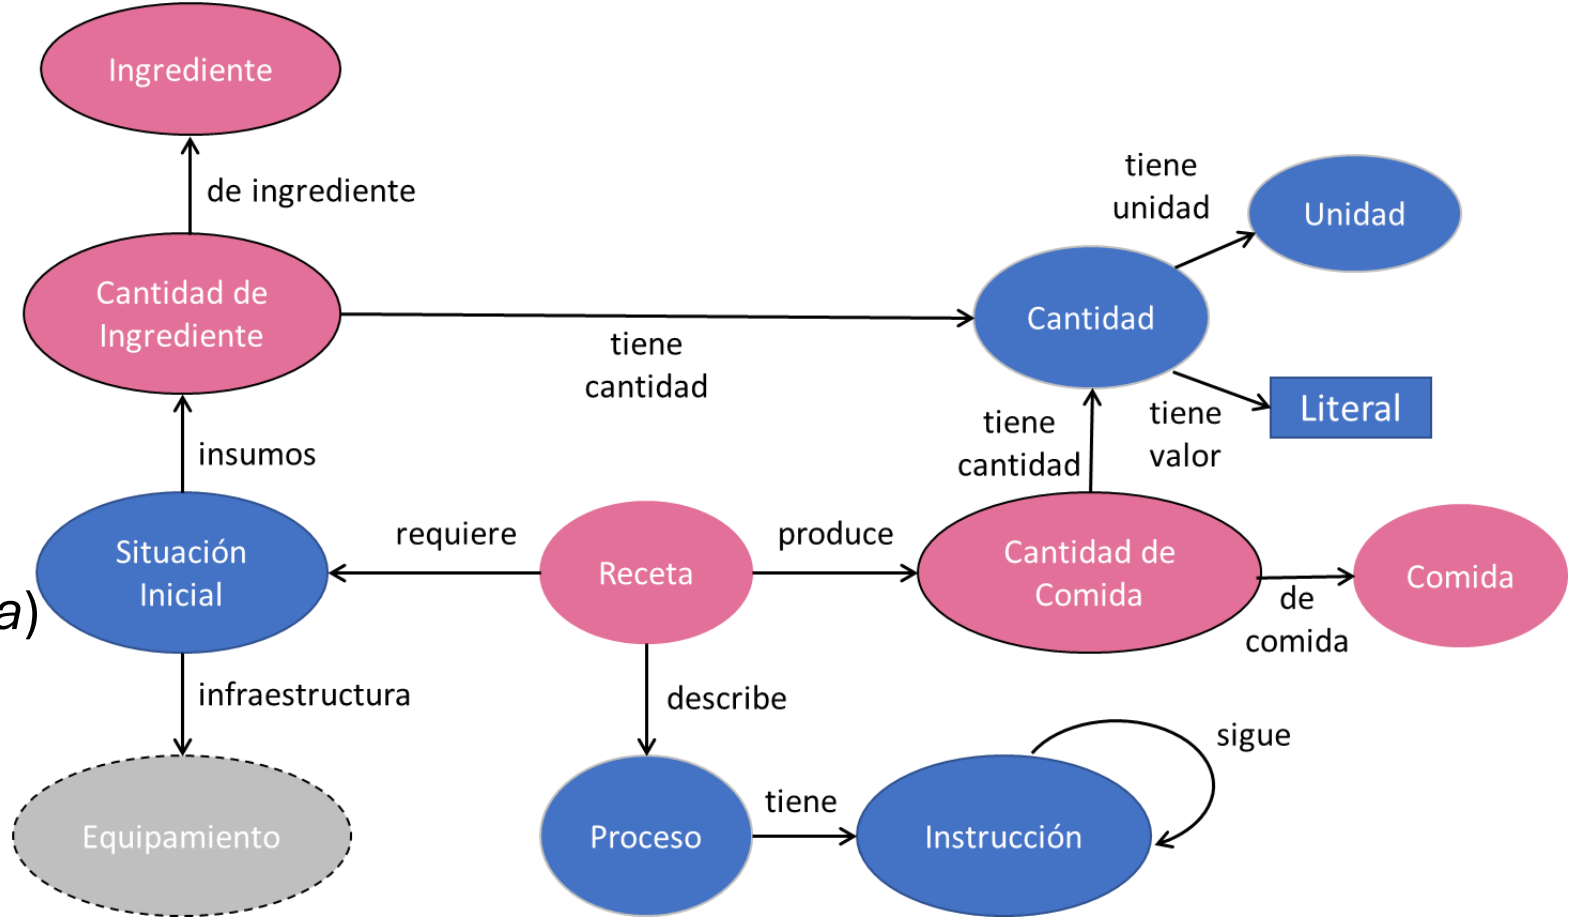 Ingrediente
de ingrediente
tiene
unidad
Unidad
Cantidad de
Ingrediente
tiene
cantidad
Cantidad
tiene
cantidad
tiene
valor
Literal
insumos
Situación
Inicial
requiere
Receta
produce
Cantidad de
Comida
de
comida
Comida
a)
infraestructura
describe
sigue
Equipamiento
Proceso
tiene
Instrucción